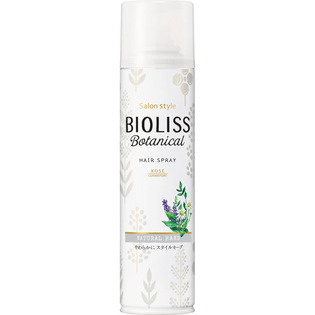 Salon style
BIOLISS
Botanical
HAIR SPRAY
KOSÉ
COSMEPORT
NATURAL HARD
やわらかに スタイルキープ